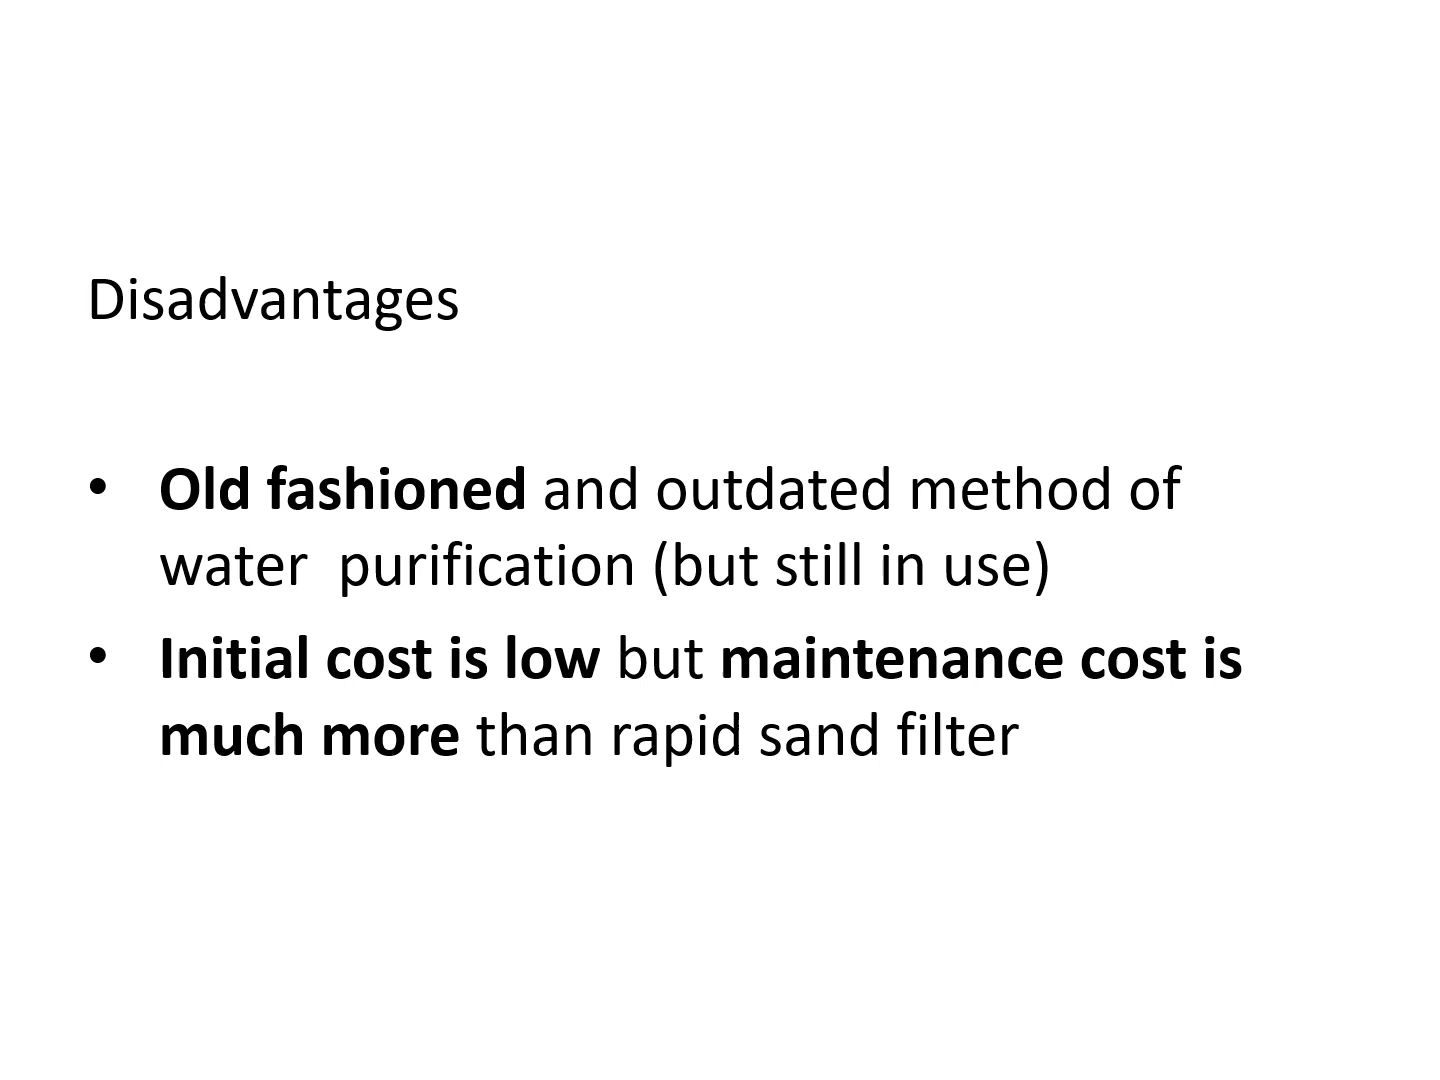 Disadvantages
• Old fashioned and outdated method of
water  purification (but still in use)
• Initial cost is low but maintenance cost is
much more than rapid sand filter